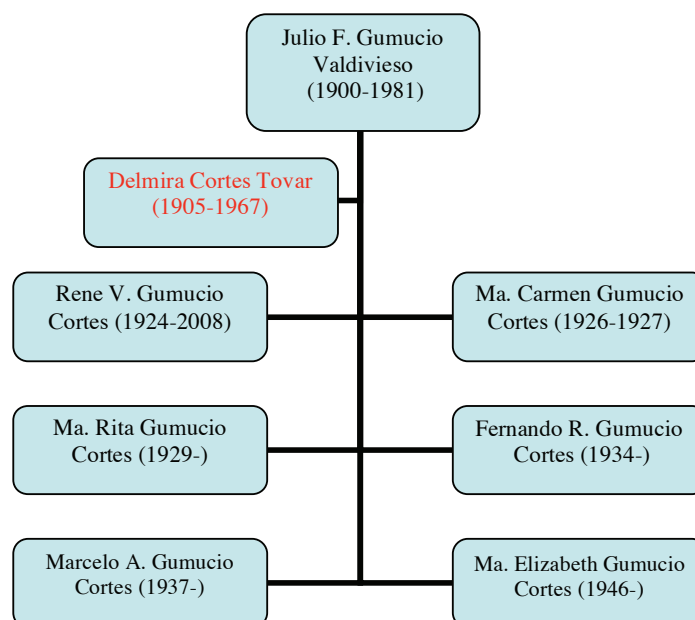 Julio F. Gumucio
Valdivieso
(1900-1981)
Delmira Cortes Tovar
(1905-1967)
Rene V. Gumucio
Cortes (1924-2008)
Ma. Carmen Gumucio
Cortes (1926-1927)
Ma. Rita Gumucio
Cortes (1929-)
Fernando R. Gumucio
Cortes (1934-)
Marcelo A. Gumucio
Cortes (1937-)
Ma. Elizabeth Gumucio
Cortes (1946-)